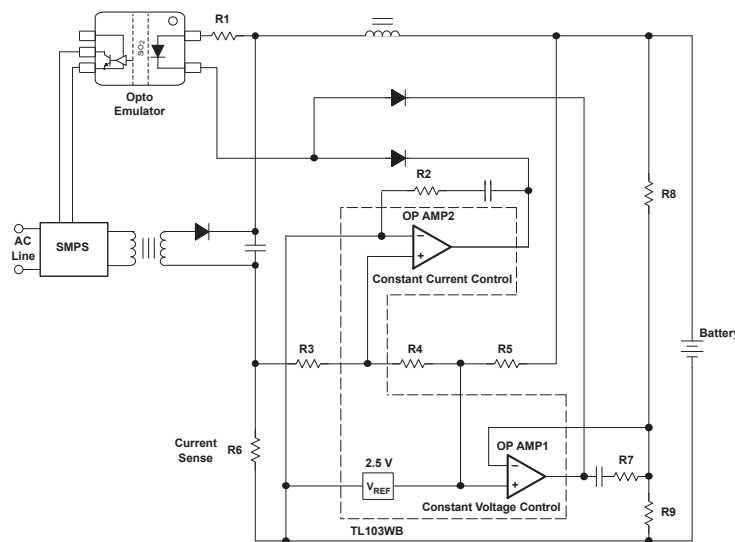 R1
SiO2
Opto
Emulator
R2
R8
OP AMP2
AC
Line
SMPS
−
+
Constant Current Control
Battery
R3
R4
R5
Current
Sense
R6
OP AMP1
2.5 V
VREF
−
+
R7
Constant Voltage Control
R9
TL103WB